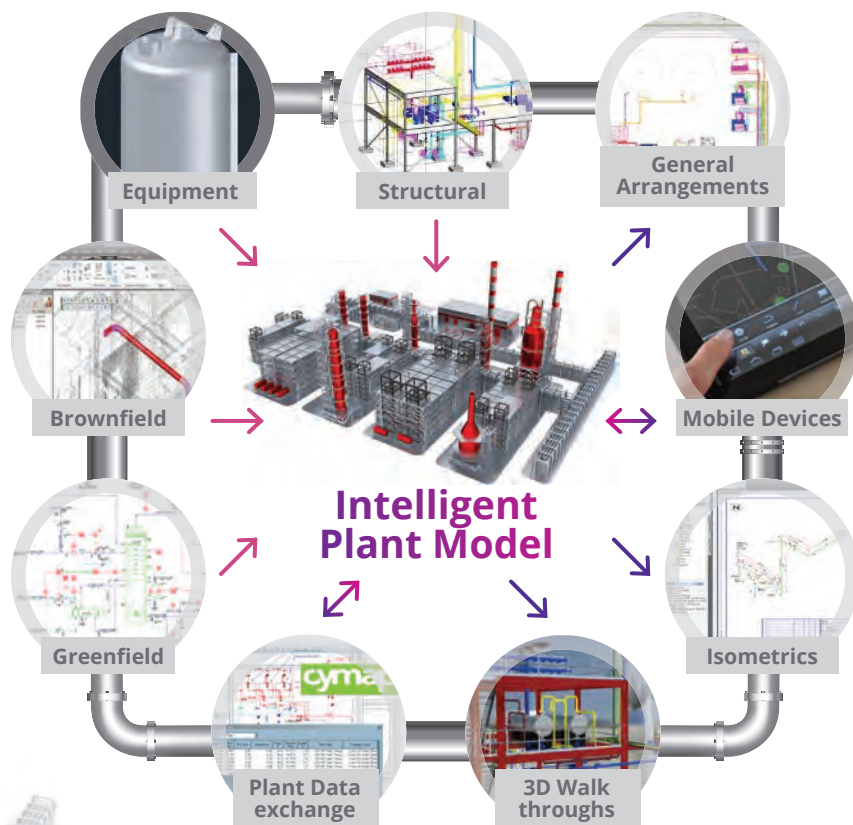 Equipment
Structural
General
Arrangements
Brownfield
Mobile Devices
Intelligent
Plant Model
Greenfield
Isometrics
cyma
Plant Data
exchange
3D Walk
throughs